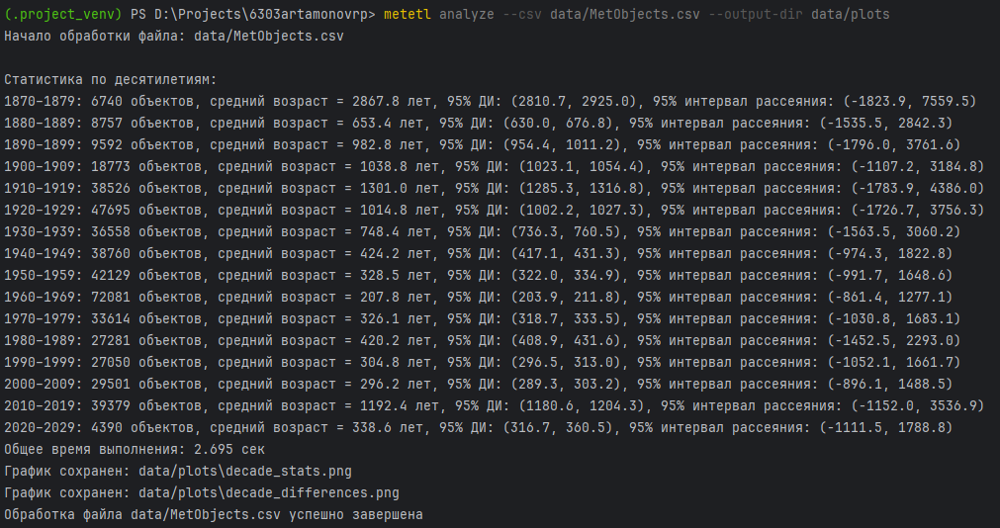 (.project_venv) PS D:\Projects\6303artamonovrp> metetl analyze --csv data/MetObjects.csv --output-dir data/plots
Начало обработки файла: data/MetObjects.csv
Статистика по десятилетиям:
1870-1879: 6740 объектов, средний возраст = 2867.8 лет, 95% ДИ: (2810.7, 2925.0), 95% интервал рассеяния: (-1823.9, 7559.5)
1880-1889: 8757 объектов, средний возраст = 653.4 лет, 95% ДИ: (630.0, 676.8), 95% интервал рассеяния: (-1535.5, 2842.3)
1890-1899: 9592 объектов, средний возраст = 982.8 лет, 95% ДИ: (954.4, 1011.2), 95% интервал рассеяния: (-1796.0, 3761.6)
1900-1909: 18773 объектов, средний возраст = 1038.8 лет, 95% ДИ: (1023.1, 1054.4), 95% интервал рассеяния: (-1107.2, 3184.8)
1910-1919: 38526 объектов, средний возраст = 1301.0 лет, 95% ДИ: (1285.3, 1316.8), 95% интервал рассеяния: (-1783.9, 4386.0)
1920-1929: 47695 объектов, средний возраст = 1014.8 лет, 95% ДИ: (1002.2, 1027.3), 95% интервал рассеяния: (-1726.7, 3756.3)
1930-1939: 36558 объектов, средний возраст = 748.4 лет, 95% ДИ: (736.3, 760.5), 95% интервал рассеяния: (-1563.5, 3060.2)
1940-1949: 38760 объектов, средний возраст = 424.2 лет, 95% ДИ: (417.1, 431.3), 95% интервал рассеяния: (-974.3, 1822.8)
1950-1959: 42129 объектов, средний возраст = 328.5 лет, 95% ДИ: (322.0, 334.9), 95% интервал рассеяния: (-991.7, 1648.6)
1960-1969: 72081 объектов, средний возраст = 207.8 лет, 95% ДИ: (203.9, 211.8), 95% интервал рассеяния: (-861.4, 1277.1)
1970-1979: 33614 объектов, средний возраст = 326.1 лет, 95% ДИ: (318.7, 333.5), 95% интервал рассеяния: (-1030.8, 1683.1)
1980-1989: 27281 объектов, средний возраст = 420.2 лет, 95% ДИ: (408.9, 431.6), 95% интервал рассеяния: (-1452.5, 2293.0)
1990-1999: 27050 объектов, средний возраст = 304.8 лет, 95% ДИ: (296.5, 313.0), 95% интервал рассеяния: (-1052.1, 1661.7)
2000-2009: 29501 объектов, средний возраст = 296.2 лет, 95% ДИ: (289.3, 303.2), 95% интервал рассеяния: (-896.1, 1488.5)
2010-2019: 39379 объектов, средний возраст = 1192.4 лет, 95% ДИ: (1180.6, 1204.3), 95% интервал рассеяния: (-1152.0, 3536.9)
2020-2029: 4390 объектов, средний возраст = 338.6 лет, 95% ДИ: (316.7, 360.5), 95% интервал рассеяния: (-1111.5, 1788.8)
Общее время выполнения: 2.695 сек
График сохранен: data/plots\decade_stats.png
График сохранен: data/plots\decade_differences.png
Обработка файла data/MetObjects.csv успешно завершена